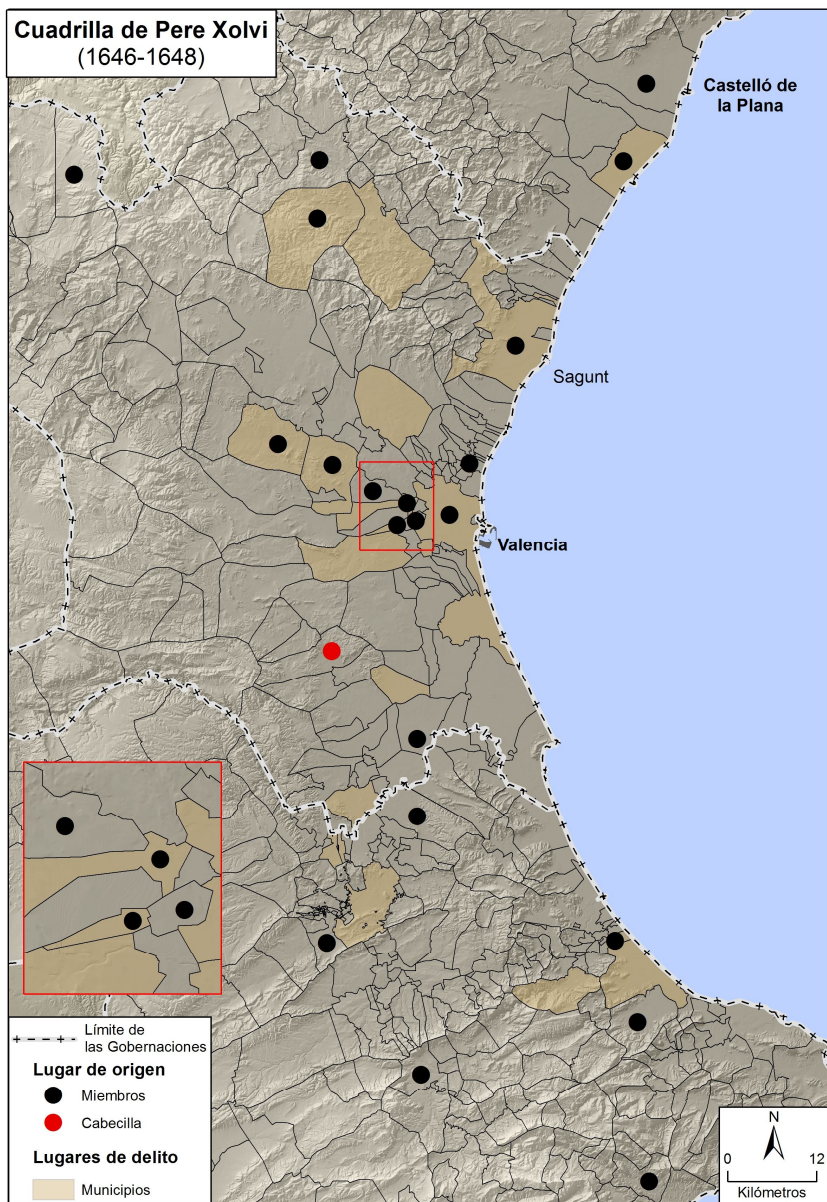 Cuadrilla de Pere Xolvi
(1646-1648)
Castelló de
la Plana
Sagunt
Valencia
Límite de
las Gobernaciones
Lugar de origen
Miembros
Cabecilla
Lugares de delito
Municipios
N
0 12
Kilómetros